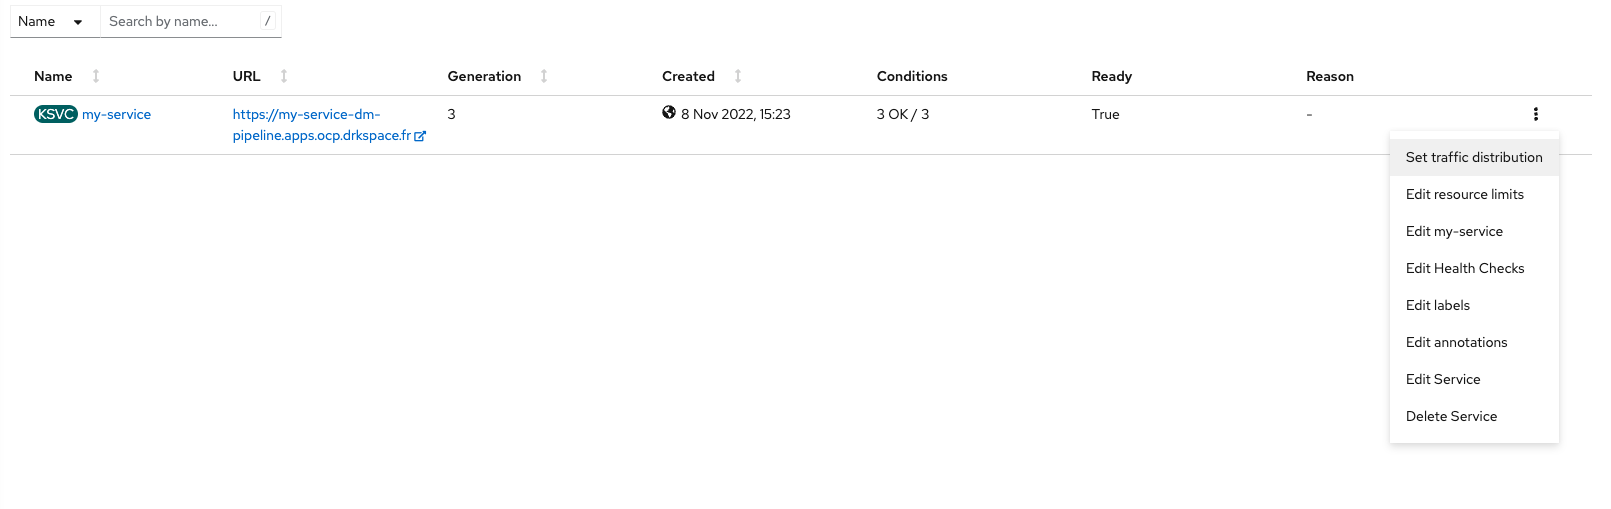 Name Search by name... /
Name URL Generation Created Conditions Ready Reason
KSVC my-service https://my-service-dm- 3 8 Nov 2022, 15:23 3 OK / 3 True -
pipeline.apps.ocp.drkspace.fr
Set traffic distribution
Edit resource limits
Edit my-service
Edit Health Checks
Edit labels
Edit annotations
Edit Service
Delete Service